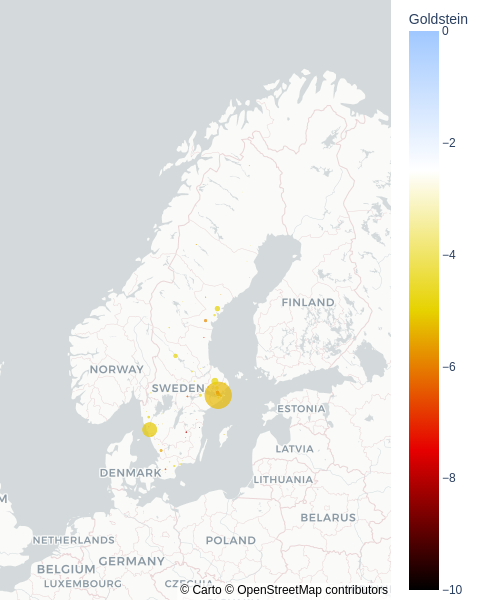 Goldstein
0
−2
−4
−6
−8
−10
FINLAND
NORWAY
SWEDEN
ESTONIA
LATVIA
DENMARK
LITHUANIA
BELARUS
NETHERLANDS
POLAND
GERMANY
BELGIUM
LUXEMBOURG
© Carto © OpenStreetMap contributors